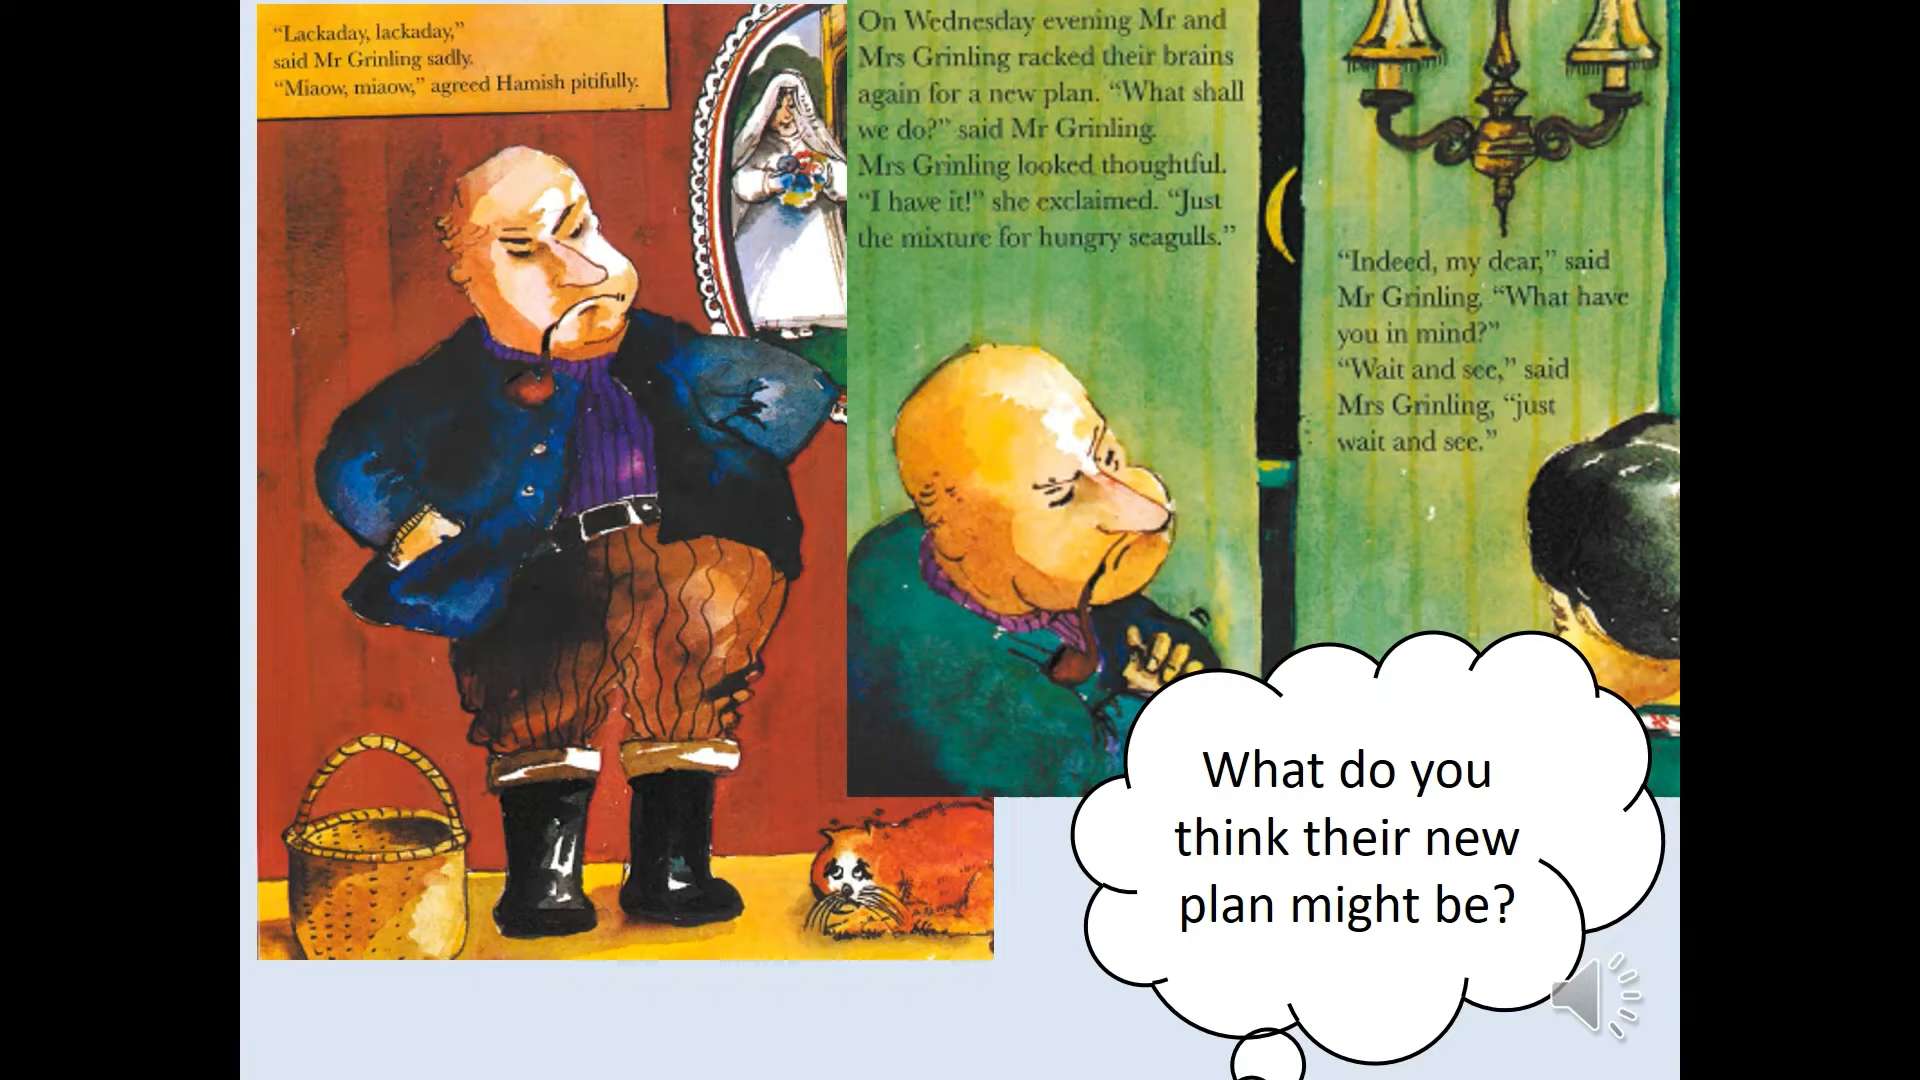 “Lackaday, lackaday,”
said Mr Grinling sadly.
“Miaow, miaow,” agreed Hamish pitifully.
On Wednesday evening Mr and
Mrs Grinling racked their brains
again for a new plan. “What shall
we do?” said Mr Grinling.
Mrs Grinling looked thoughtful.
“I have it!” she exclaimed. “Just
the mixture for hungry seagulls.”
“Indeed, my dear,” said
Mr Grinling. “What have
you in mind?”
“Wait and see,” said
Mrs Grinling, “just
wait and see.”
What do you
think their new
plan might be?